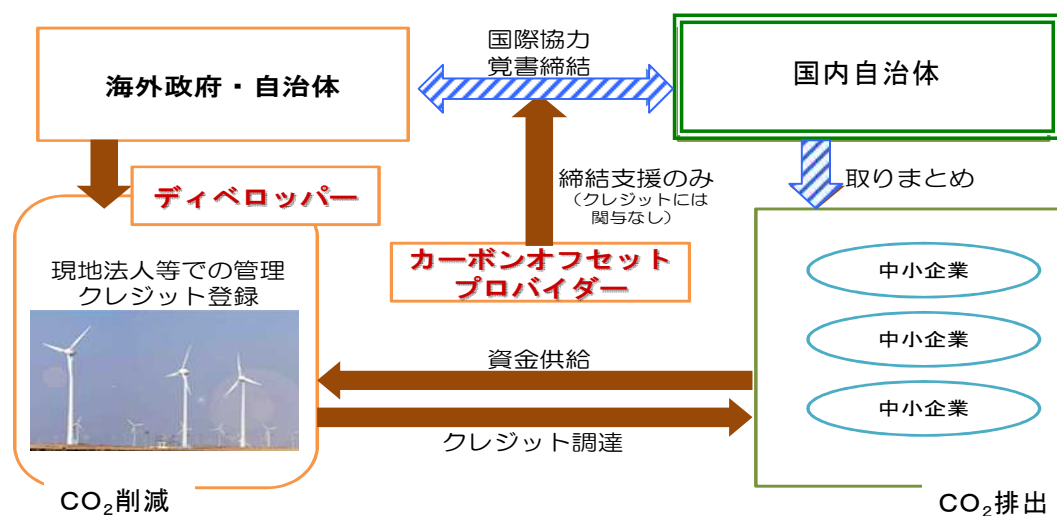 国際協力
覚書締結
海外政府・自治体
国内自治体
ディベロッパー
締結支援のみ
（クレジットには
関与なし）
取りまとめ
カーボンオフセット
プロバイダー
現地法人等での管理
クレジット登録
中小企業
中小企業
中小企業
資金供給
クレジット調達
CO₂削減
CO₂排出